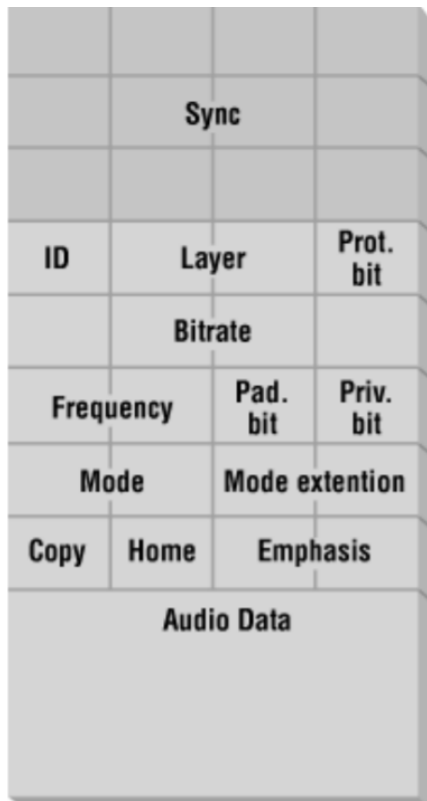 Sync
ID Layer Prot. bit
Bitrate
Frequency Pad. bit Priv. bit
Mode Mode extention
Copy Home Emphasis
Audio Data